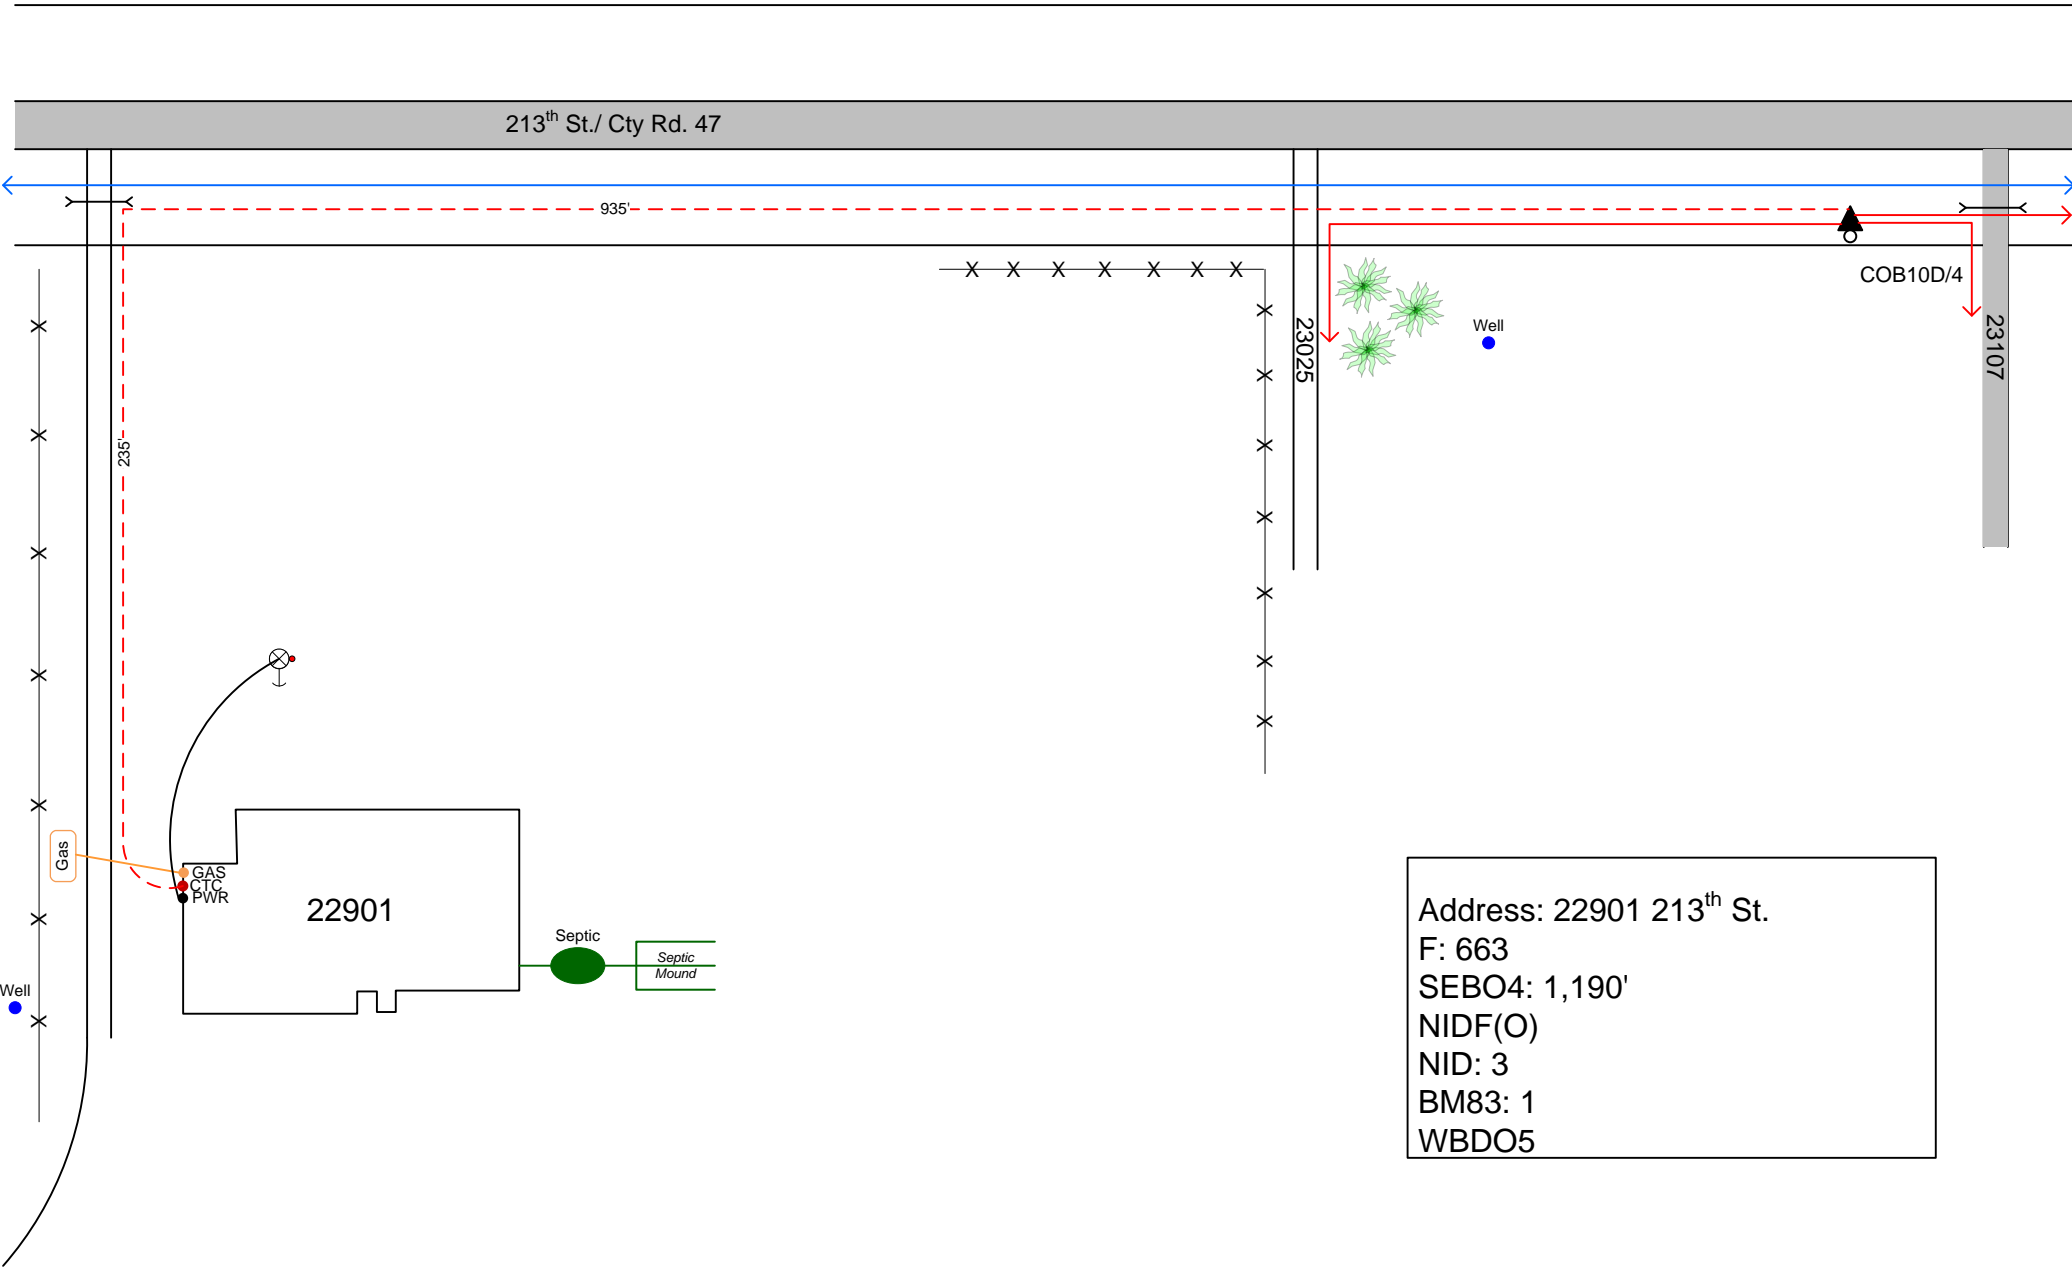 213th St./ Cty Rd. 47
935'
COB10D/4
23025
Well
23107
235'
Gas
GAS
CTC
PWR
22901
Septic
Septic
Mound
Well
Address: 22901 213th St.
F: 663
SEBO4: 1,190'
NIDF(O)
NID: 3
BM83: 1
WBDO5